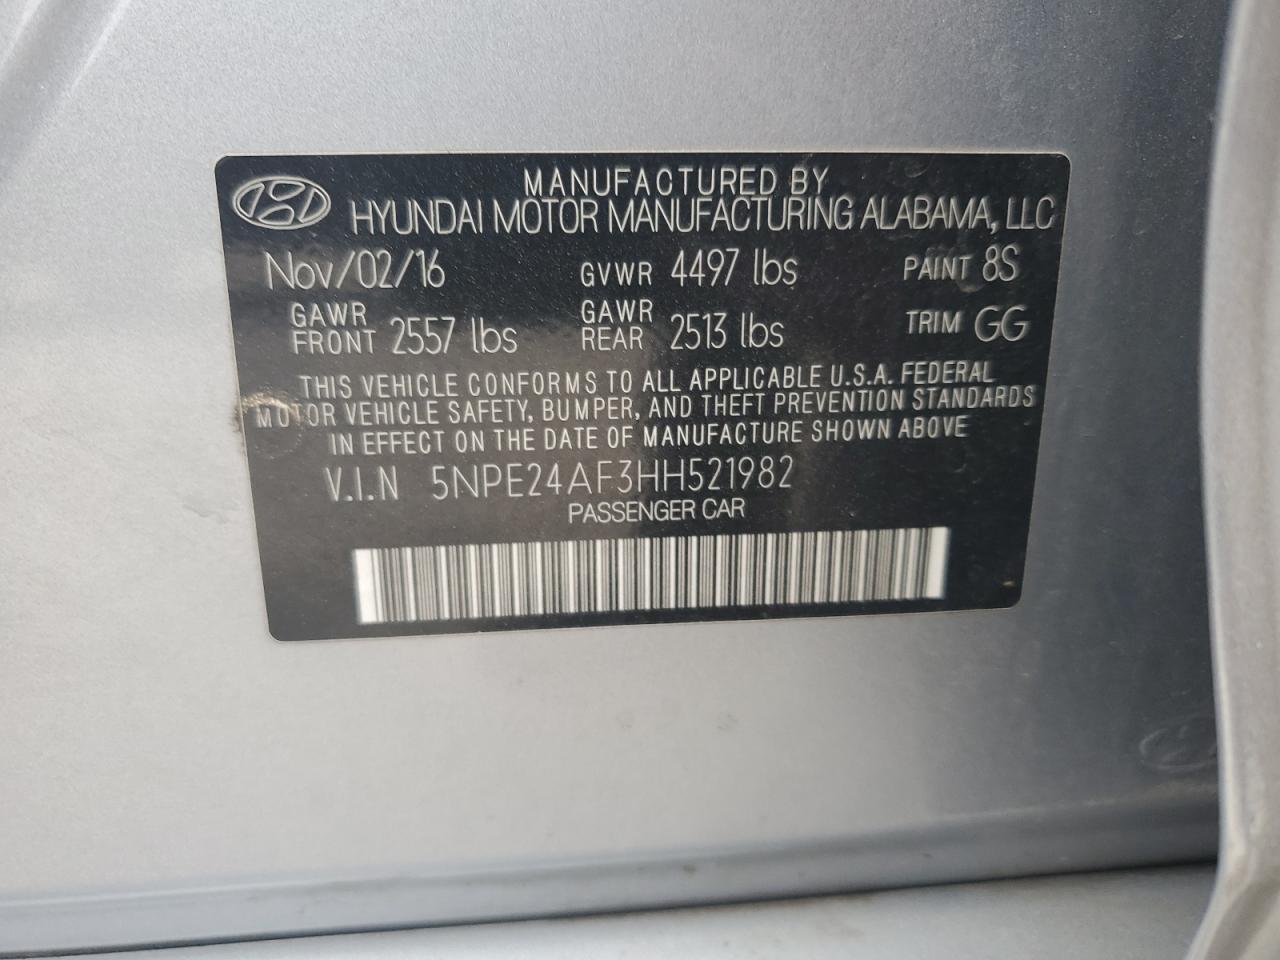 MANUFACTURED BY
HYUNDAI MOTOR MANUFACTURING ALABAMA, LLC
Nov/02/16 GVWR 4497 lbs PAINT 8S
GAWR FRONT 2557 lbs GAWR REAR 2513 lbs TRIM GG
THIS VEHICLE CONFORMS TO ALL APPLICABLE U.S.A. FEDERAL
MOTOR VEHICLE SAFETY, BUMPER, AND THEFT PREVENTION STANDARDS
IN EFFECT ON THE DATE OF MANUFACTURE SHOWN ABOVE
V.I.N 5NPE24AF3HH521982
PASSENGER CAR